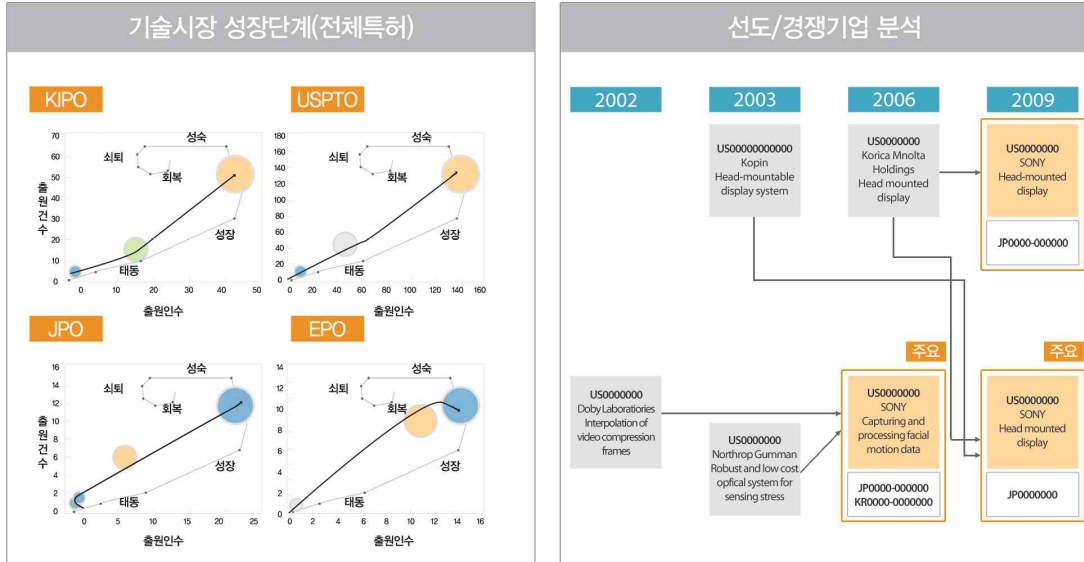 기술시장 성장단계(전체특허)
KIPO
70
60
50
40
30
20
10
0
출원건수
성숙
쇠퇴
회복
성장
태동
0
10
20
30
40
50
출원인수
USPTO
180
160
140
120
100
80
60
40
20
0
성숙
쇠퇴
회복
성장
태동
0
20
40
60
80
100
120
140
160
출원인수
JPO
16
14
12
10
8
6
4
2
0
출원건수
성숙
쇠퇴
회복
성장
태동
0
5
10
15
20
25
출원인수
EPO
14
12
10
8
6
4
2
0
성숙
쇠퇴
회복
성장
태동
0
2
4
6
8
10
12
14
16
출원인수
선도/경쟁기업 분석
2002
2003
2006
2009
US00000000000
Kopin
Head-mountable
display system
US0000000
Korica Mnolta
Holdings
Head mounted
display
US0000000
SONY
Head-mounted
display
JP0000-000000
US0000000
Doby Laboratiories
Interpolation of
video compression
frames
US0000000
Northrop Gumman
Robust and low cost
opfical system for
sensing stress
주요
US0000000
SONY
Capturing and
processing facial
motion data
JP0000-000000
KR0000-0000000
주요
US0000000
SONY
Head mounted
display
JP0000000